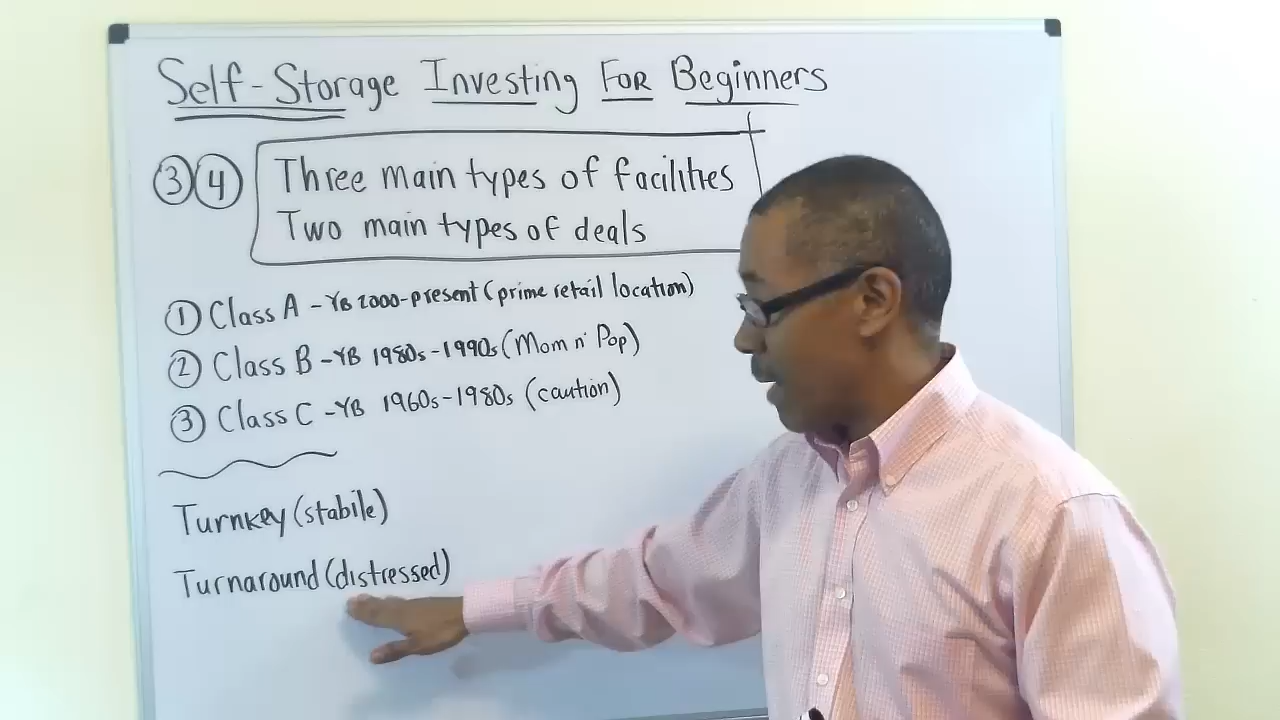 Self-Storage Investing For Beginners
③④ Three main types of facilities
Two main types of deals
① Class A - YB 2000-present (prime retail location)
② Class B - YB 1980s-1990s (Mom n' Pop)
③ Class C - YB 1960s-1980s (caution)
Turnkey (stabile)
Turnaround (distressed)